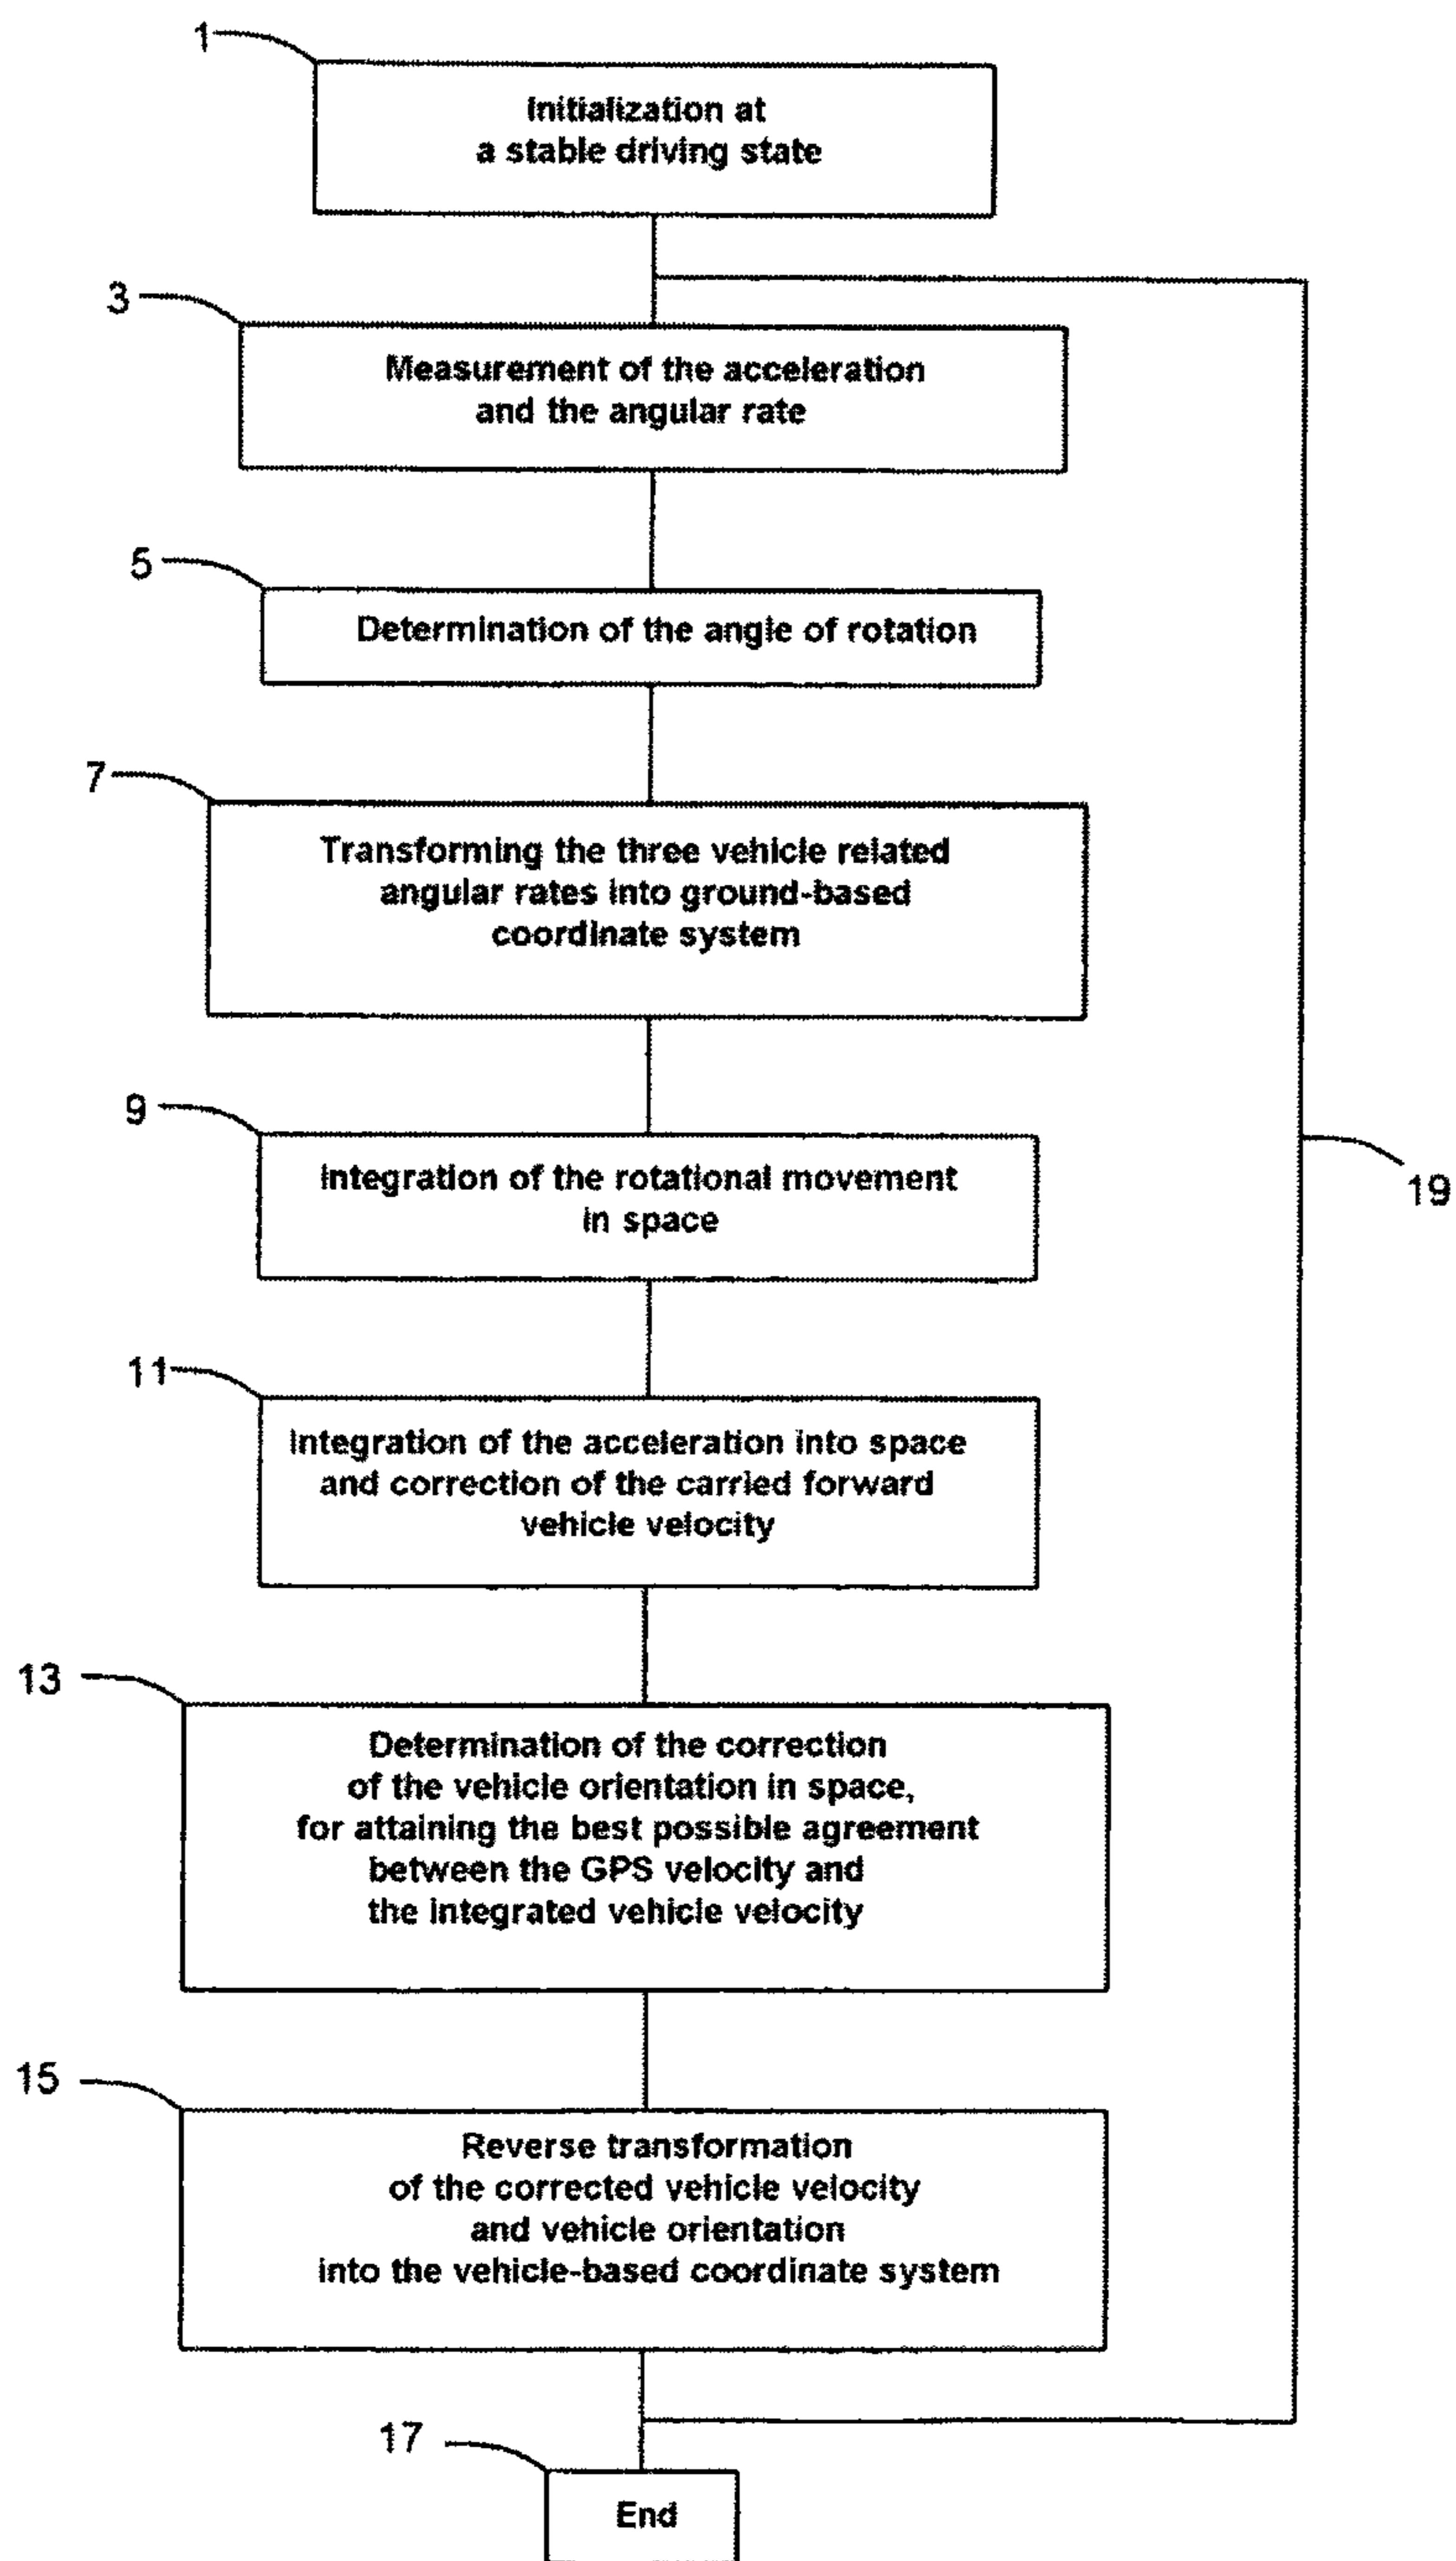 1
Initialization at
a stable driving state
3
Measurement of the acceleration
and the angular rate
5
Determination of the angle of rotation
7
Transforming the three vehicle related
angular rates into ground-based
coordinate system
9
Integration of the rotational movement
in space
19
11
Integration of the acceleration into space
and correction of the carried forward
vehicle velocity
13
Determination of the correction
of the vehicle orientation in space,
for attaining the best possible agreement
between the GPS velocity and
the integrated vehicle velocity
15
Reverse transformation
of the corrected vehicle velocity
and vehicle orientation
into the vehicle-based coordinate system
17
End